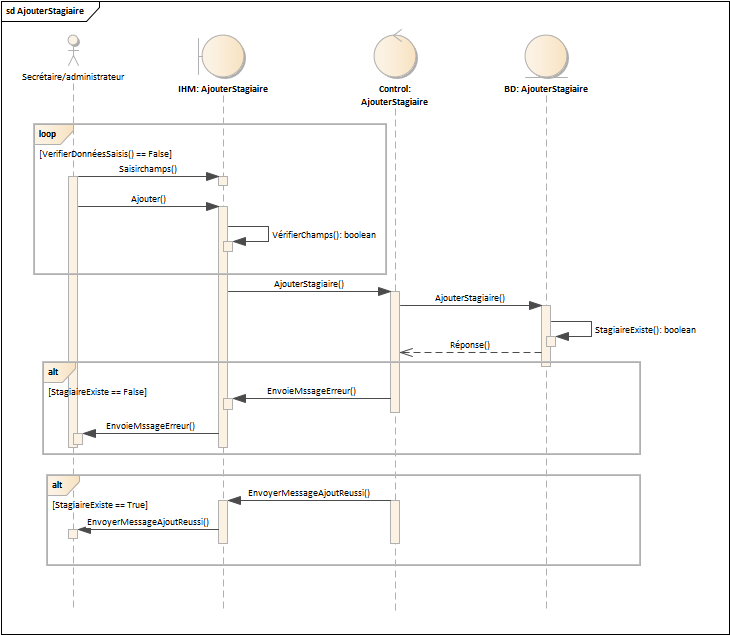 sd AjouterStagiaire
Secrétaire/administrateur
IHM: AjouterStagiaire
Control:
AjouterStagiaire
BD: AjouterStagiaire
loop
[VerifierDonnéesSaisis() == False]
Saisirchamps()
Ajouter()
VérifierChamps(): boolean
AjouterStagiaire()
AjouterStagiaire()
StagiaireExiste(): boolean
Réponse()
alt
[StagiaireExiste == False]
EnvoieMssageErreur()
EnvoieMssageErreur()
alt
[StagiaireExiste == True]
EnvoyerMessageAjoutReussi()
EnvoyerMessageAjoutReussi()